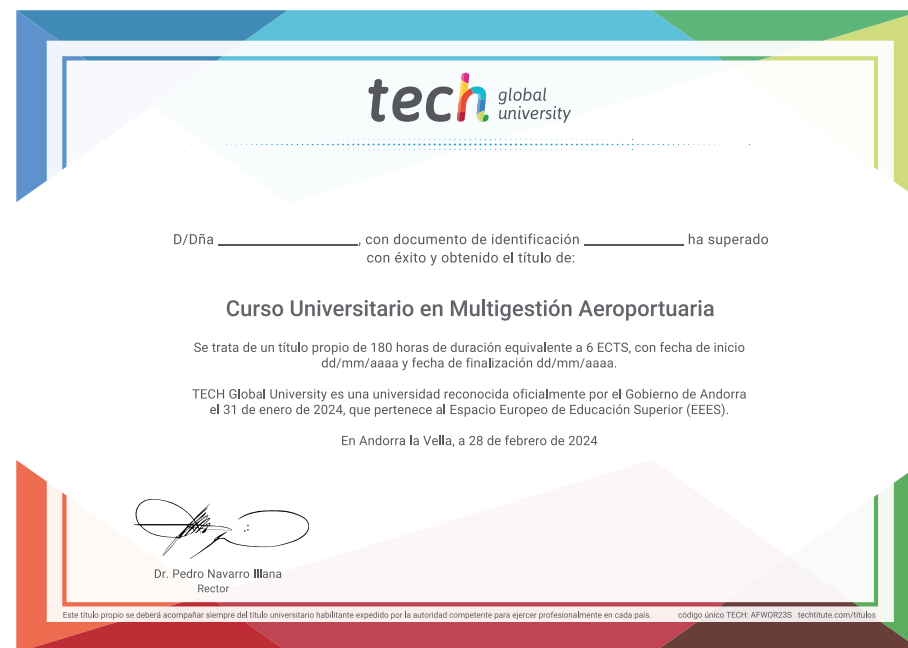 tech global university
D/Dña ______________, con documento de identificación __________ ha superado
con éxito y obtenido el título de:
Curso Universitario en Multigestión Aeroportuaria
Se trata de un título propio de 180 horas de duración equivalente a 6 ECTS, con fecha de inicio
dd/mm/aaaa y fecha de finalización dd/mm/aaaa.
TECH Global University es una universidad reconocida oficialmente por el Gobierno de Andorra
el 31 de enero de 2024, que pertenece al Espacio Europeo de Educación Superior (EEES).
En Andorra la Vella, a 28 de febrero de 2024
Dr. Pedro Navarro Illana
Rector
Este título propio se deberá acompañar siempre del título universitario habilitante expedido por la autoridad competente para ejercer profesionalmente en cada país. código único TECH: AFWOR23S techtitute.com/titulos